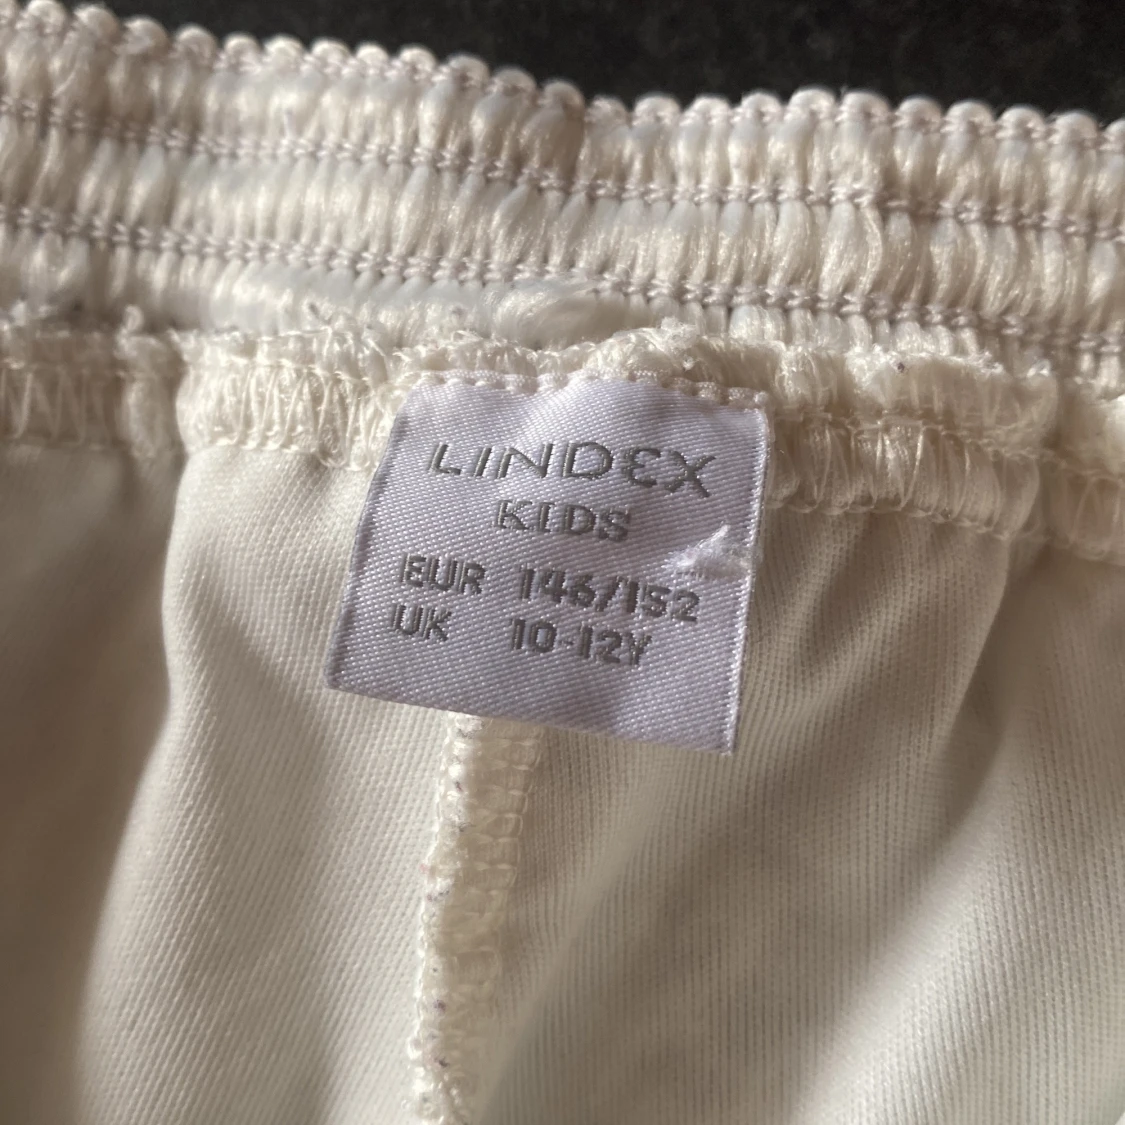 LINDEX
KIDS
EUR 146/152
UK 10-12Y